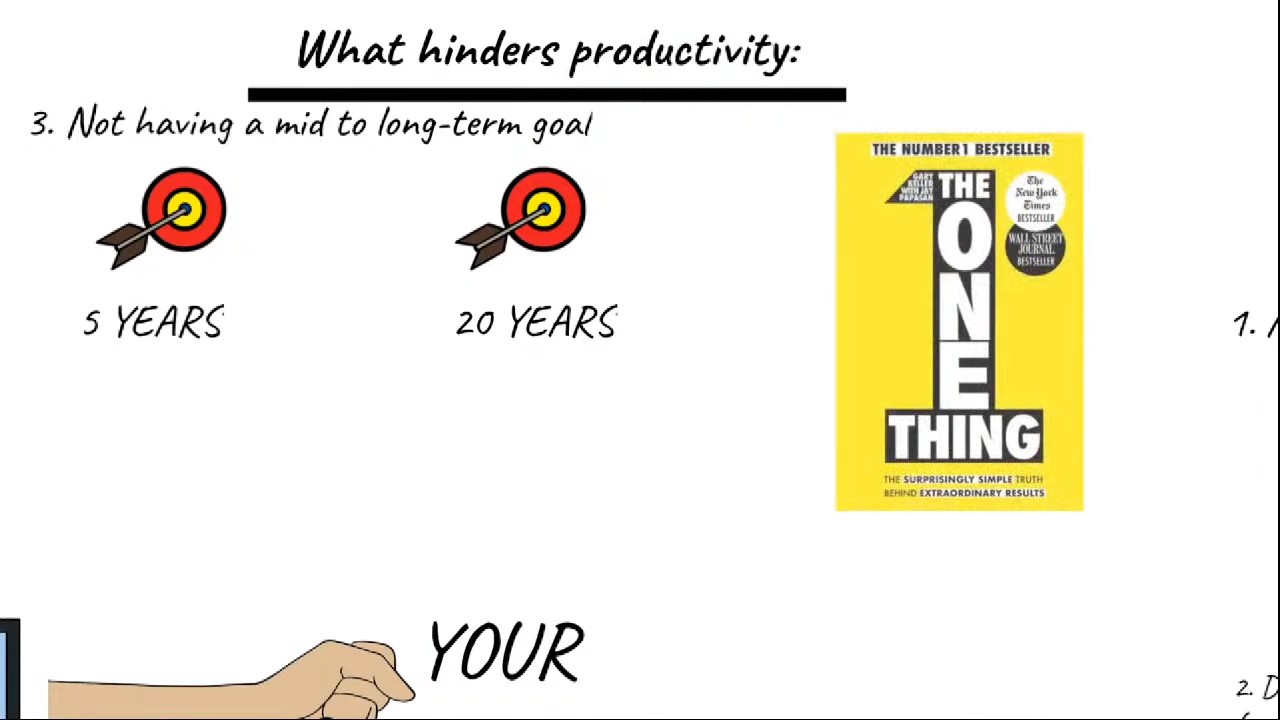 What hinders productivity:
3. Not having a mid to long-term goal
5 YEARS
20 YEARS
THE NUMBER 1 BESTSELLER
GARY
KELLER
WITH JAY
PAPASAN
THE
ONE
THING
The
New York
Times
BESTSELLER
WALL STREET
JOURNAL
BESTSELLER
THE SURPRISINGLY SIMPLE TRUTH
BEHIND EXTRAORDINARY RESULTS
1.
YOUR
2. D